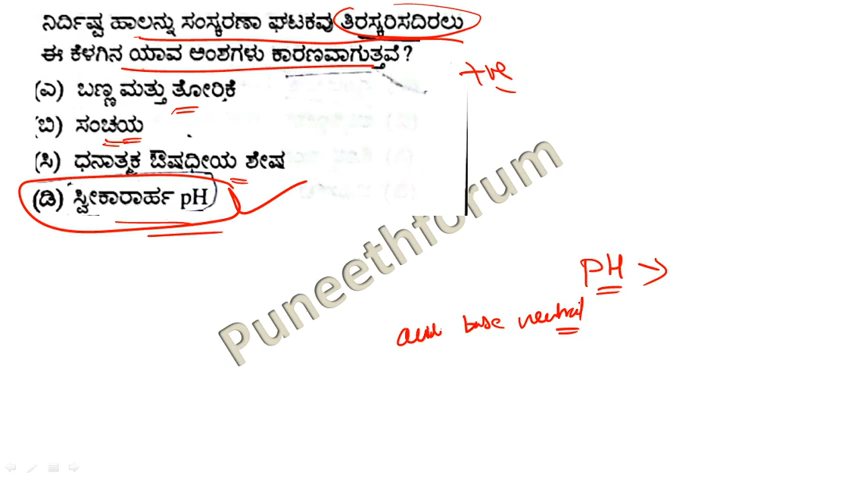 ನಿರ್ದಿಷ್ಟ ಹಾಲನ್ನು ಸಂಸ್ಕರಣಾ ಘಟಕವು ತಿರಸ್ಕರಿಸದಿರಲು
ಈ ಕೆಳಗಿನ ಯಾವ ಅಂಶಗಳು ಕಾರಣವಾಗುತ್ತವೆ?
(ಎ) ಬಣ್ಣ ಮತ್ತು ತೋರಿಕೆ
(ಬಿ) ಸಂಚಯ
(ಸಿ) ಧನಾತ್ಮಕ ಔಷಧೀಯ ಶೇಷ
(ಡಿ) ಸ್ವೀಕಾರಾರ್ಹ pH
+ve
Puneethforum
PH →
acid base neutral